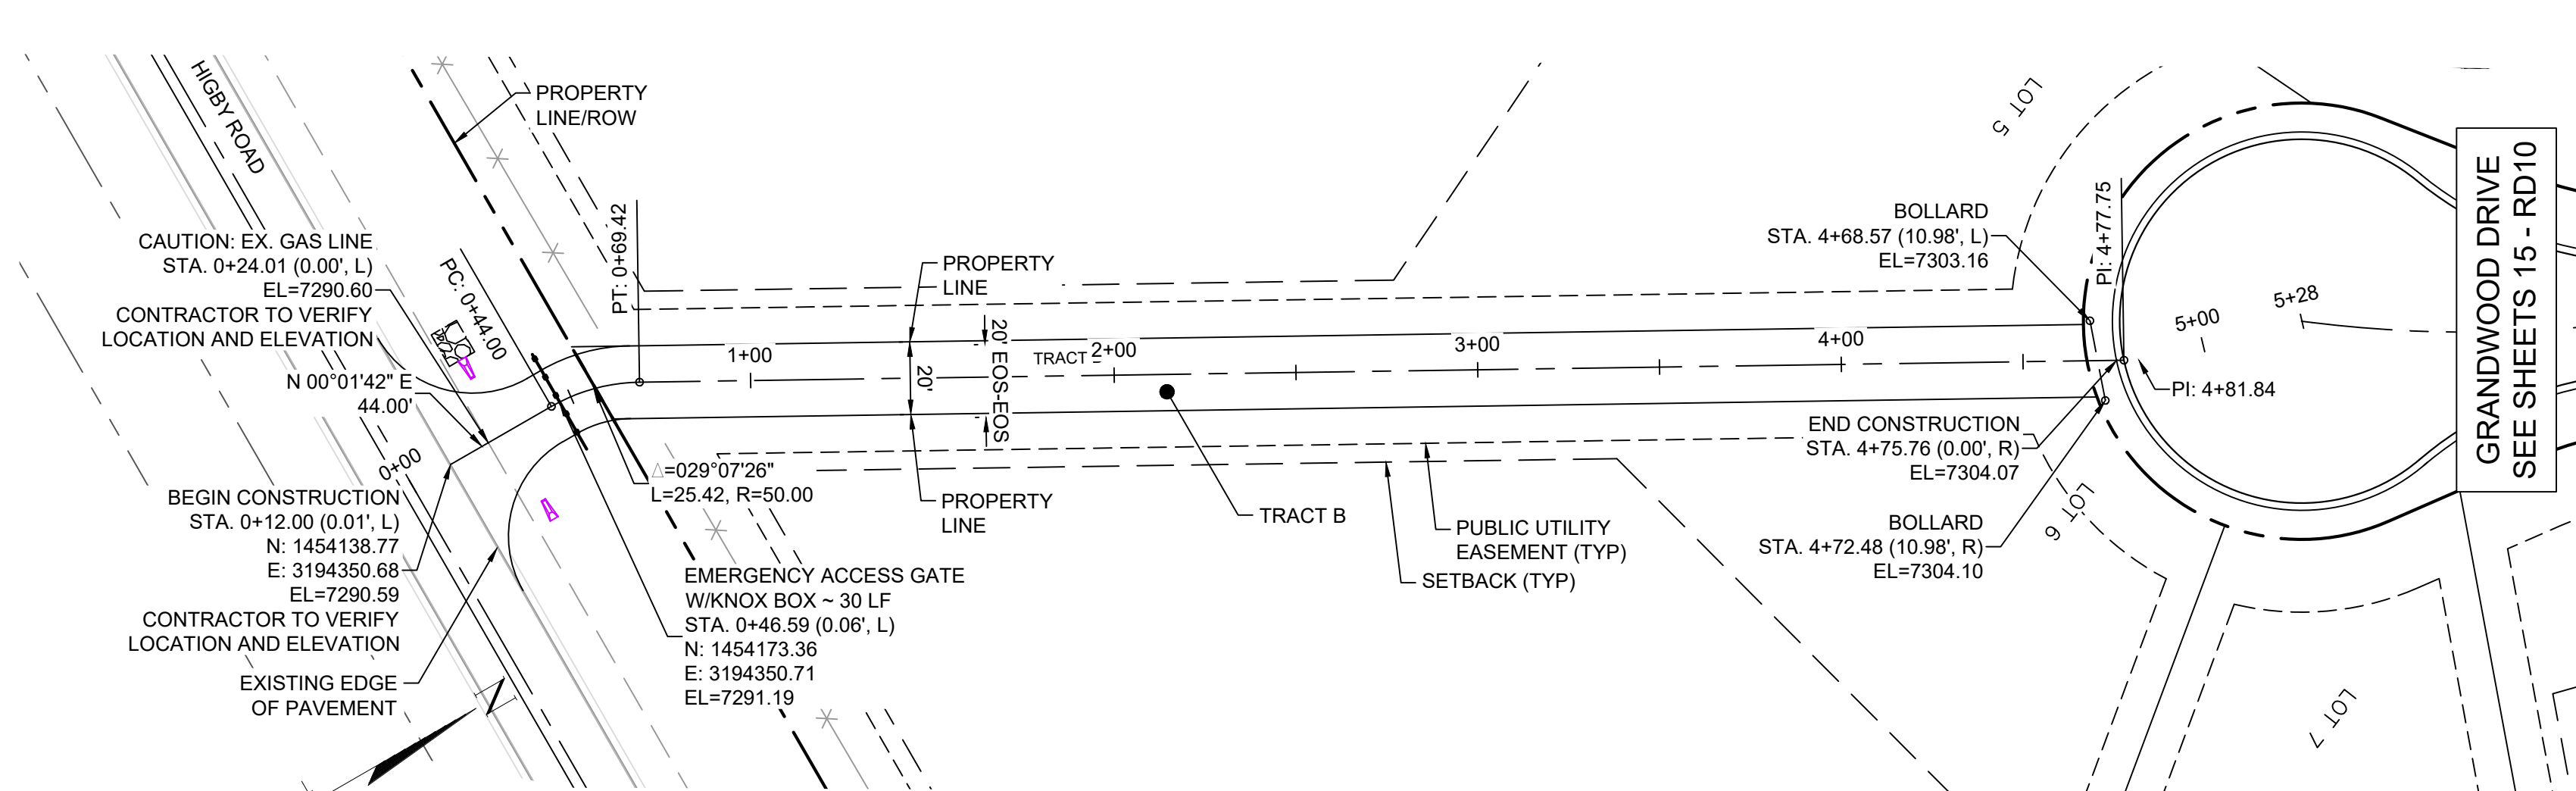 HIGBY ROAD
PROPERTY
LINE/ROW
CAUTION: EX. GAS LINE
STA. 0+24.01 (0.00', L)
EL=7290.60
CONTRACTOR TO VERIFY
LOCATION AND ELEVATION
PC: 0+44.00
PT: 0+69.42
N 00°01'42" E
44.00'
0+00
BEGIN CONSTRUCTION
STA. 0+12.00 (0.01', L)
N: 1454138.77
E: 3194350.68
EL=7290.59
CONTRACTOR TO VERIFY
LOCATION AND ELEVATION
EXISTING EDGE
OF PAVEMENT
N
Δ=029°07'26"
L=25.42, R=50.00
EMERGENCY ACCESS GATE
W/KNOX BOX ~ 30 LF
STA. 0+46.59 (0.06', L)
N: 1454173.36
E: 3194350.71
EL=7291.19
PROPERTY
LINE
1+00
20'
20' EOS-EOS
TRACT
2+00
3+00
4+00
PROPERTY
LINE
TRACT B
PUBLIC UTILITY
EASEMENT (TYP)
SETBACK (TYP)
LOT 5
BOLLARD
STA. 4+68.57 (10.98', L)
EL=7303.16
PI: 4+77.75
5+00
5+28
PI: 4+81.84
END CONSTRUCTION
STA. 4+75.76 (0.00', R)
EL=7304.07
BOLLARD
STA. 4+72.48 (10.98', R)
EL=7304.10
LOT 6
LOT 7
GRANDWOOD DRIVE
SEE SHEETS 15 - RD10